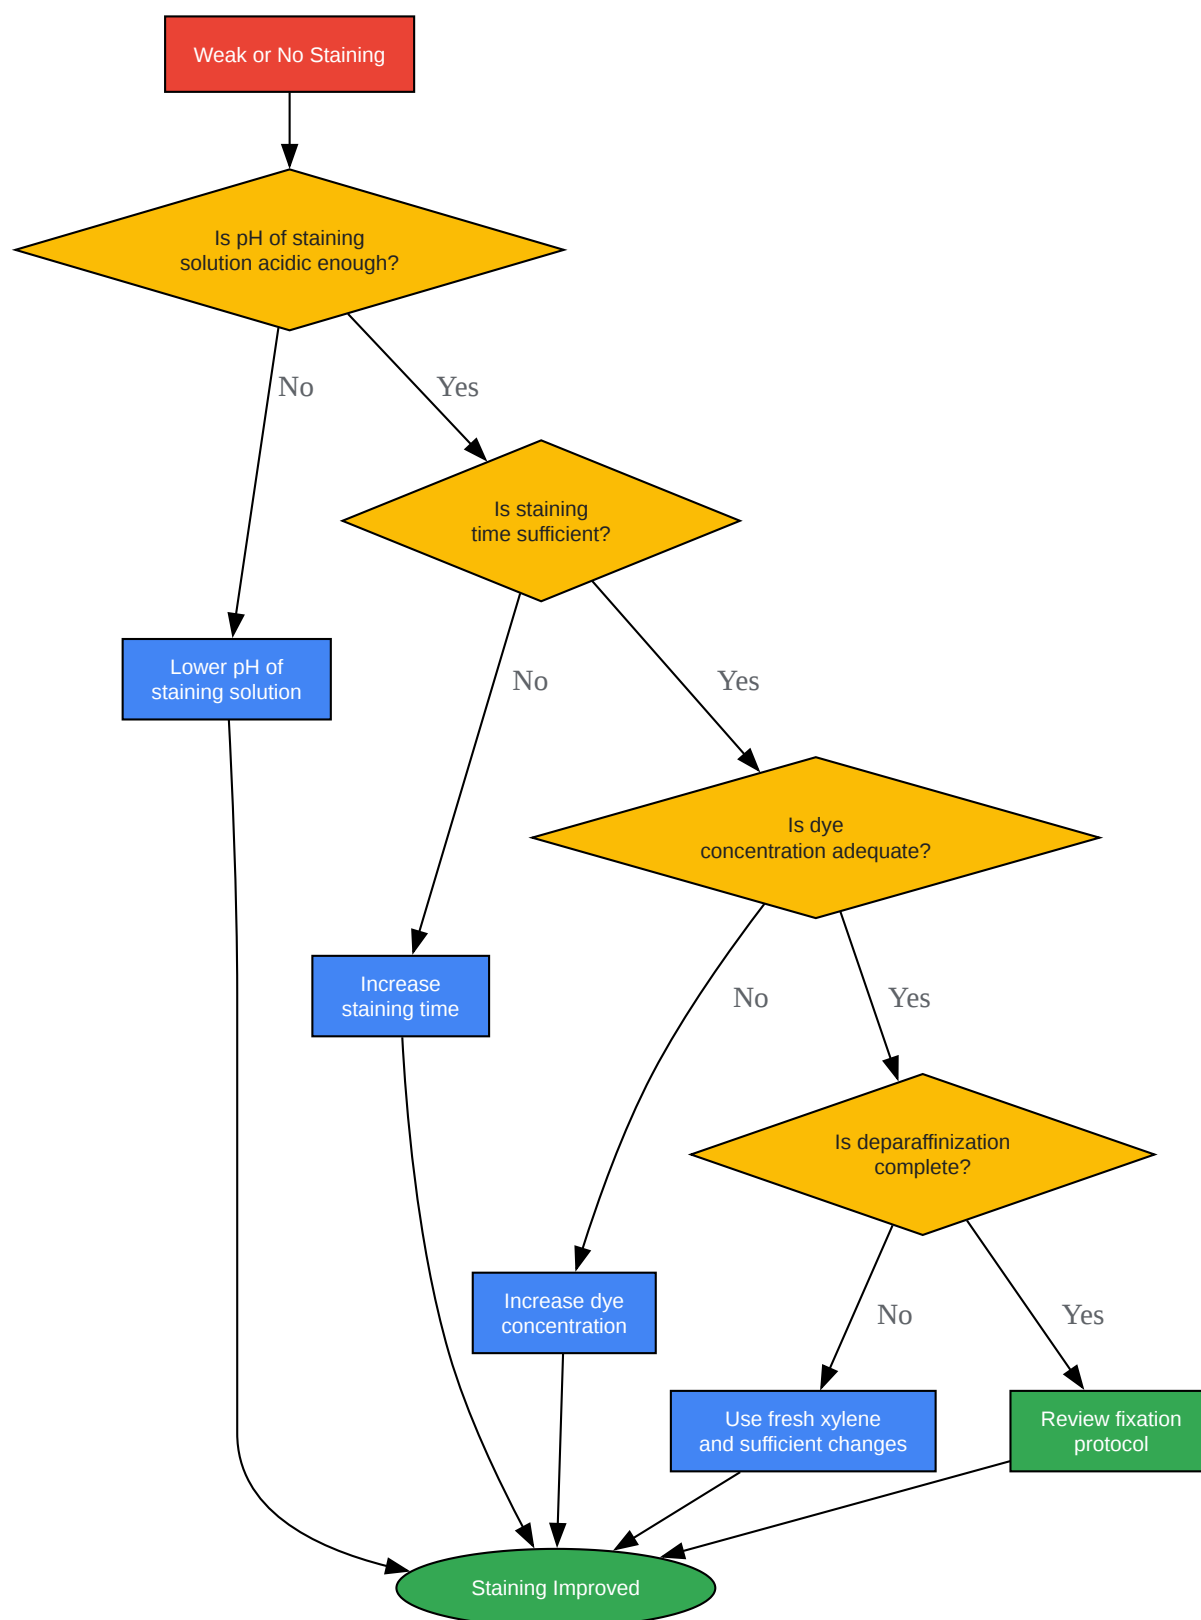 Weak or No Staining
Is pH of staining
solution acidic enough?
No
Yes
Is staining
time sufficient?
Lower pH of
staining solution
No
Yes
Is dye
concentration adequate?
Increase
staining time
No
Yes
Is deparaffinization
complete?
Increase dye
concentration
No
Yes
Use fresh xylene
and sufficient changes
Review fixation
protocol
Staining Improved